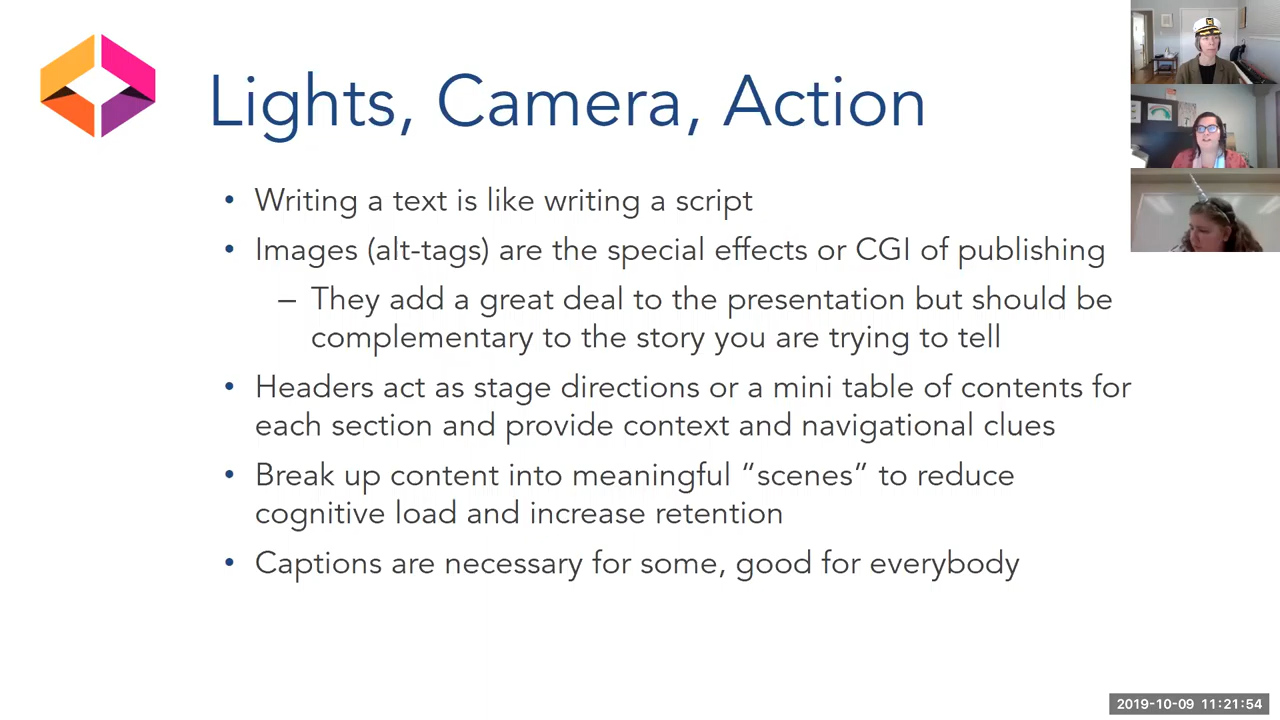 Lights, Camera, Action
• Writing a text is like writing a script
• Images (alt-tags) are the special effects or CGI of publishing
– They add a great deal to the presentation but should be
complementary to the story you are trying to tell
• Headers act as stage directions or a mini table of contents for
each section and provide context and navigational clues
• Break up content into meaningful “scenes” to reduce
cognitive load and increase retention
• Captions are necessary for some, good for everybody
2019-10-09 11:21:54